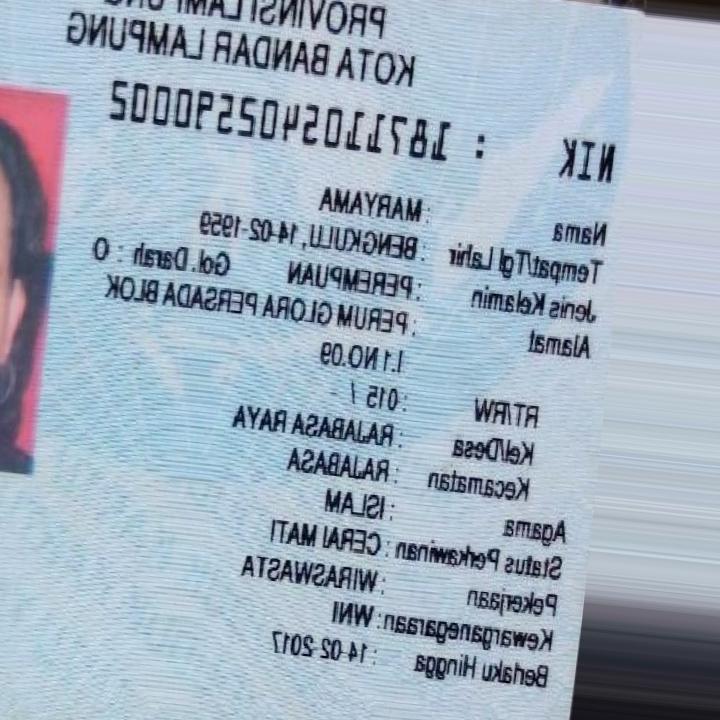 PROVINSI LAMPUNG
KOTA BANDAR LAMPUNG
NIK : 1871105402590002
Nama : MARYAMA
Tempat/Tgl Lahir : BENGKULU, 14-02-1959
Jenis Kelamin : PEREMPUAN Gol. Darah : O
Alamat : PERUM GLORA PERSADA BLOK
L1 NO.09
RT/RW : 015 / -
Kel/Desa : RAJABASA RAYA
Kecamatan : RAJABASA
Agama : ISLAM
Status Perkawinan : CERAI MATI
Pekerjaan : WIRASWASTA
Kewarganegaraan : WNI
Berlaku Hingga : 14-02-2017